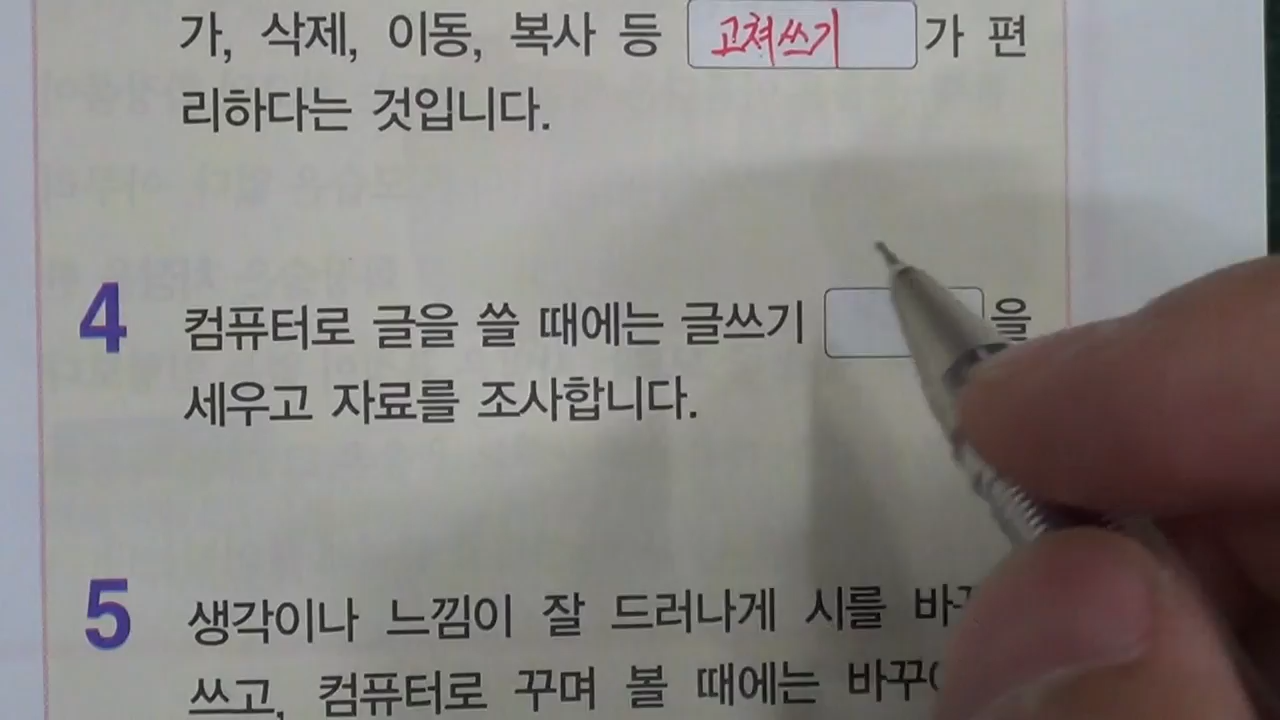 가, 삭제, 이동, 복사 등 고쳐쓰기 가 편
리하다는 것입니다.
4 컴퓨터로 글을 쓸 때에는 글쓰기 을
세우고 자료를 조사합니다.
5 생각이나 느낌이 잘 드러나게 시를
쓰고, 컴퓨터로 꾸며 볼 때에는